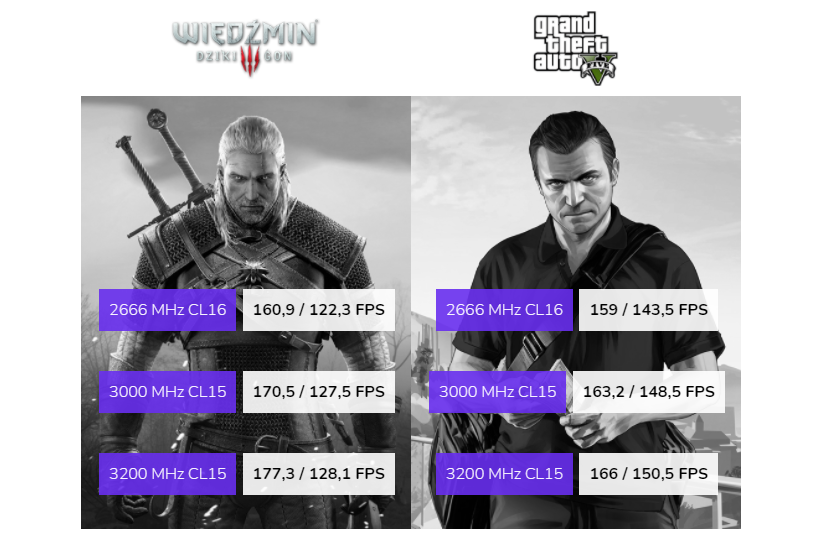 WIEDŹMIN
DZIKI GON
grand
theft
auto
FIVE
2666 MHz CL16 160,9 / 122,3 FPS
3000 MHz CL15 170,5 / 127,5 FPS
3200 MHz CL15 177,3 / 128,1 FPS
2666 MHz CL16 159 / 143,5 FPS
3000 MHz CL15 163,2 / 148,5 FPS
3200 MHz CL15 166 / 150,5 FPS